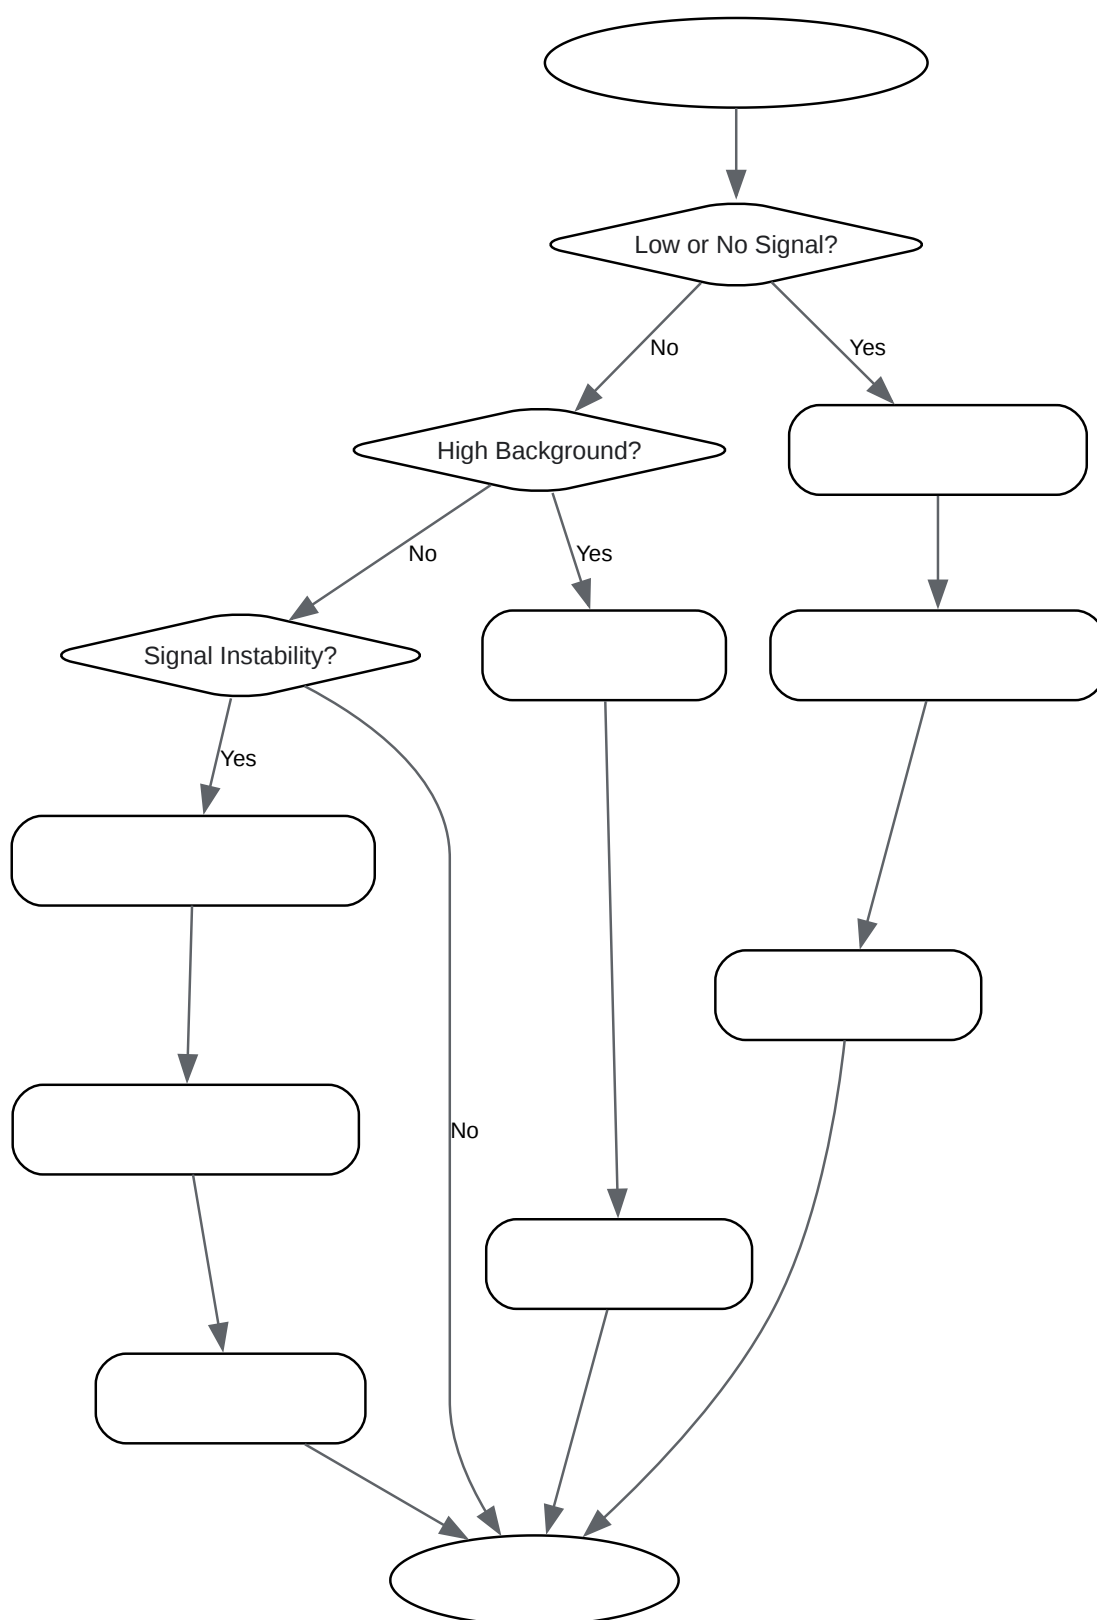 Low or No Signal?
No
Yes
High Background?
No
Yes
Signal Instability?
Yes
No